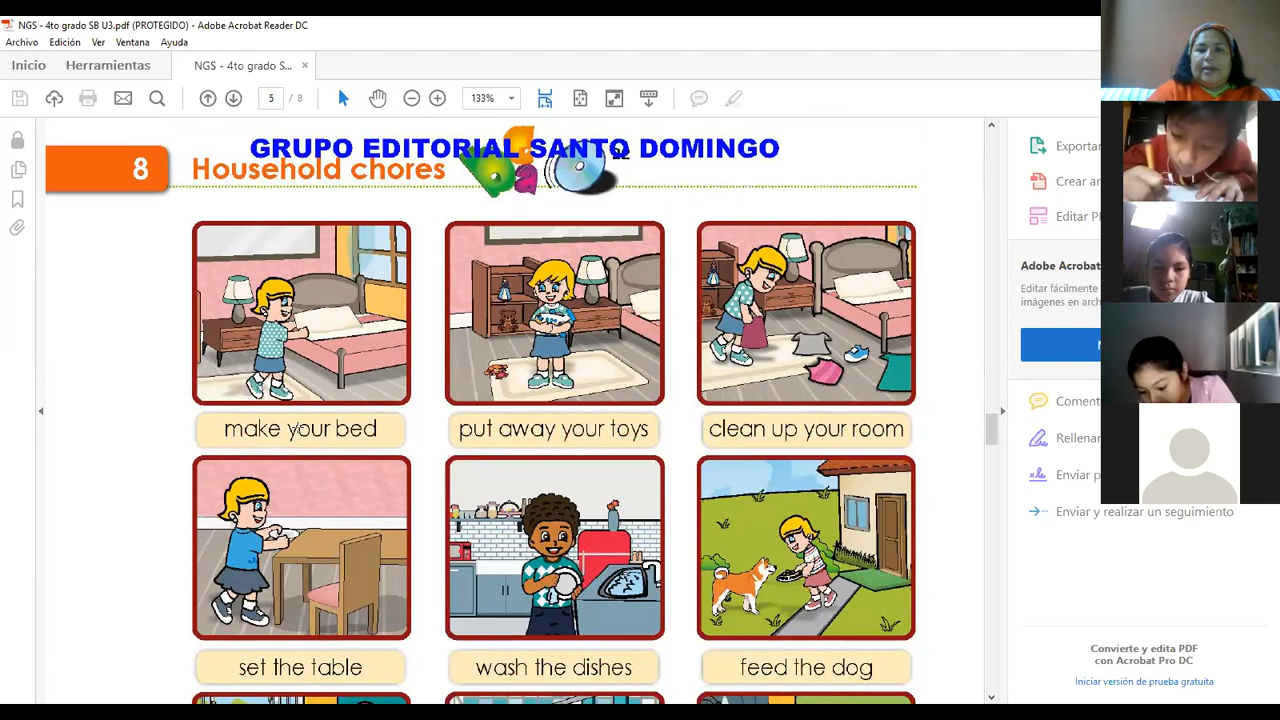 NGS - 4to grado SB U3.pdf (PROTEGIDO) - Adobe Acrobat Reader DC
Archivo Edición Ver Ventana Ayuda
Inicio Herramientas NGS - 4to grado S... ×
5 / 8 133%
GRUPO EDITORIAL SANTO DOMINGO
8 Household chores
make your bed put away your toys clean up your room
set the table wash the dishes feed the dog
Exportar
Crear ar
Editar P
Adobe Acrobat
Editar fácilmente
imágenes en arch
Coment
Rellenar
Enviar p
Enviar y realizar un seguimiento
Convierte y edita PDF
con Acrobat Pro DC
Iniciar versión de prueba gratuita